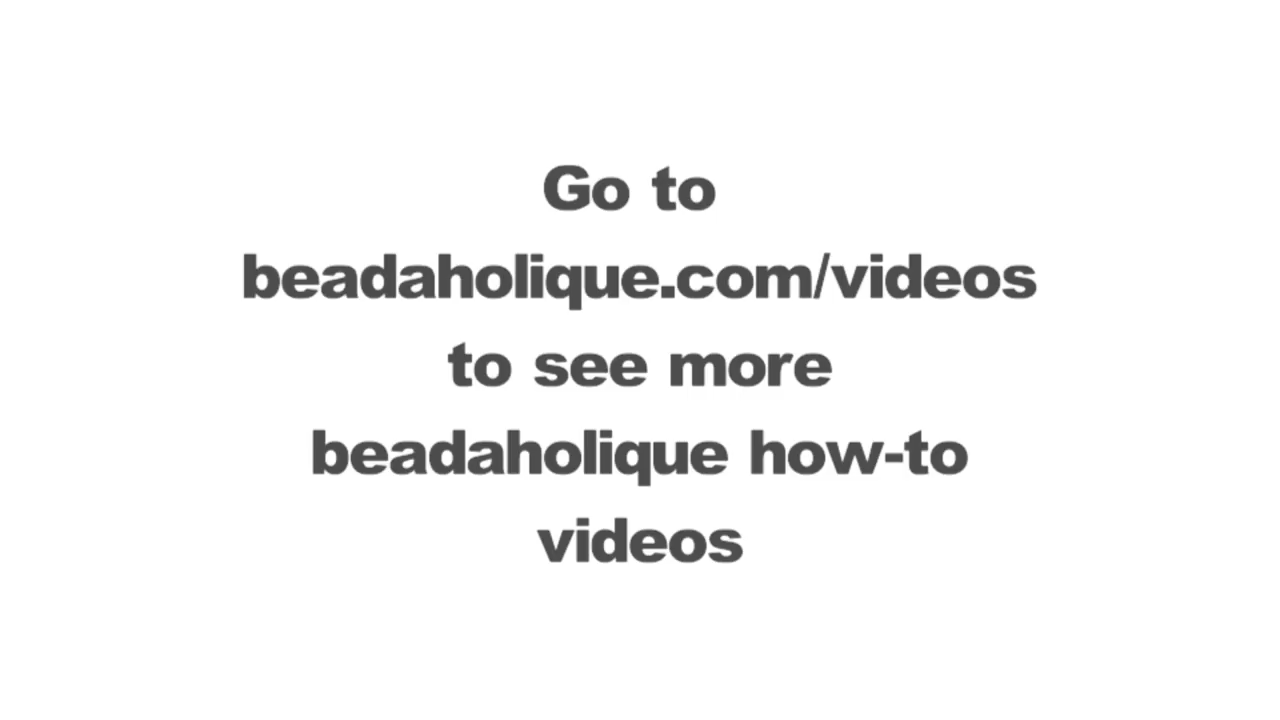 Go to
beadaholique.com/videos
to see more
beadaholique how-to
videos